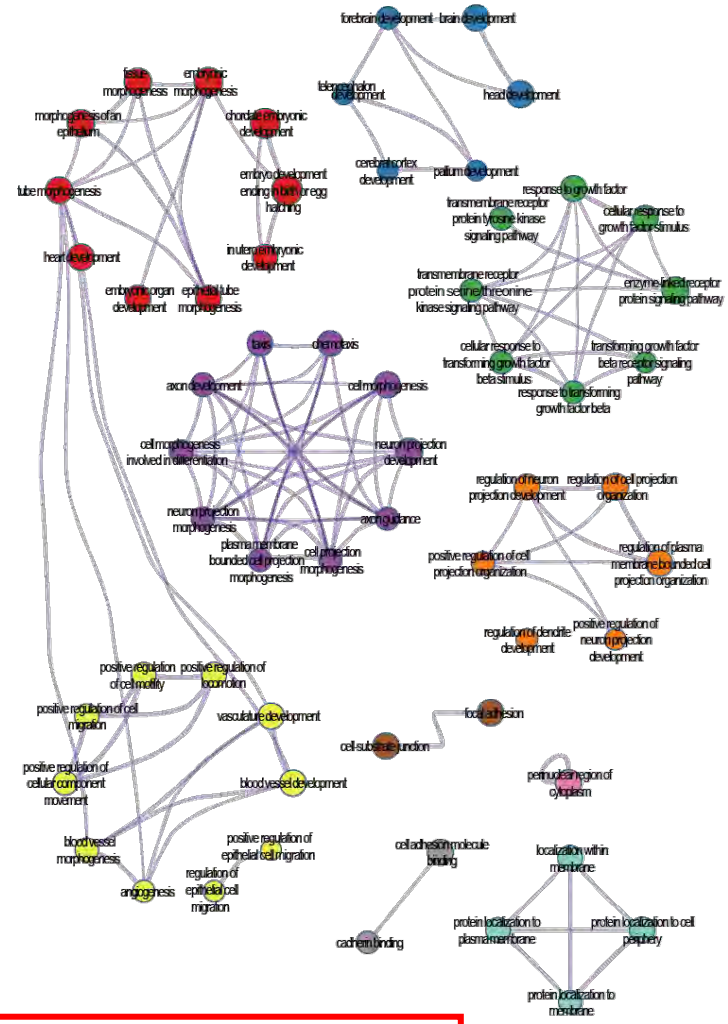 forebrain development
brain development
tissue
morphogenesis
embryonic
morphogenesis
telencephalon
development
head development
morphogenesis of an
epithelium
chordate embryonic
development
cerebral cortex
development
pallium development
tube morphogenesis
embryo development
ending in birth or egg
hatching
response to growth factor
transmembrane receptor
protein tyrosine kinase
signaling pathway
cellular response to
growth factor stimulus
heart development
in utero embryonic
development
embryonic organ
development
epithelial tube
morphogenesis
transmembrane receptor
protein serine/threonine
kinase signaling pathway
enzyme-linked receptor
protein signaling pathway
cellular response to
transforming growth factor
beta stimulus
transforming growth factor
beta receptor signaling
pathway
response to transforming
growth factor beta
taxis
chemotaxis
axon development
cell morphogenesis
cell morphogenesis
involved in differentiation
neuron projection
development
neuron projection
morphogenesis
axon guidance
plasma membrane
bounded cell projection
morphogenesis
cell projection
morphogenesis
regulation of neuron
projection development
regulation of cell projection
organization
positive regulation of cell
projection organization
regulation of plasma
membrane bounded cell
projection organization
regulation of dendrite
development
positive regulation of
neuron projection
development
positive regulation
of cell motility
positive regulation of
locomotion
positive regulation of cell
migration
vasculature development
focal adhesion
cell-substrate junction
positive regulation of
cellular component
movement
blood vessel development
perinuclear region of
cytoplasm
blood vessel
morphogenesis
positive regulation of
epithelial cell migration
cell adhesion molecule
binding
localization within
membrane
angiogenesis
regulation of
epithelial cell
migration
protein localization to
plasma membrane
protein localization to cell
periphery
cadherin binding
protein localization to
membrane